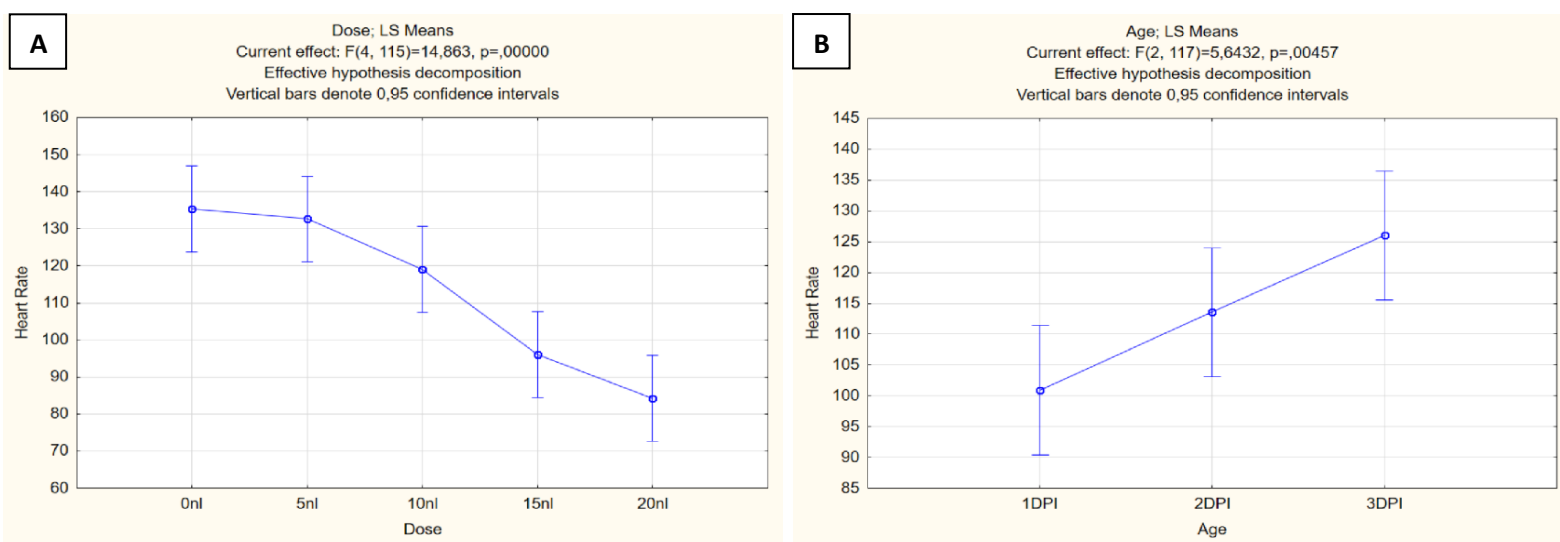 A
Dose; LS Means
Current effect: F(4, 115)=14,863, p=,00000
Effective hypothesis decomposition
Vertical bars denote 0,95 confidence intervals
160
150
140
130
120
110
100
90
80
70
60
Heart Rate
0nl 5nl 10nl 15nl 20nl
Dose
B
Age; LS Means
Current effect: F(2, 117)=5,6432, p=,00457
Effective hypothesis decomposition
Vertical bars denote 0,95 confidence intervals
145
140
135
130
125
120
115
110
105
100
95
90
85
Heart Rate
1DPI 2DPI 3DPI
Age